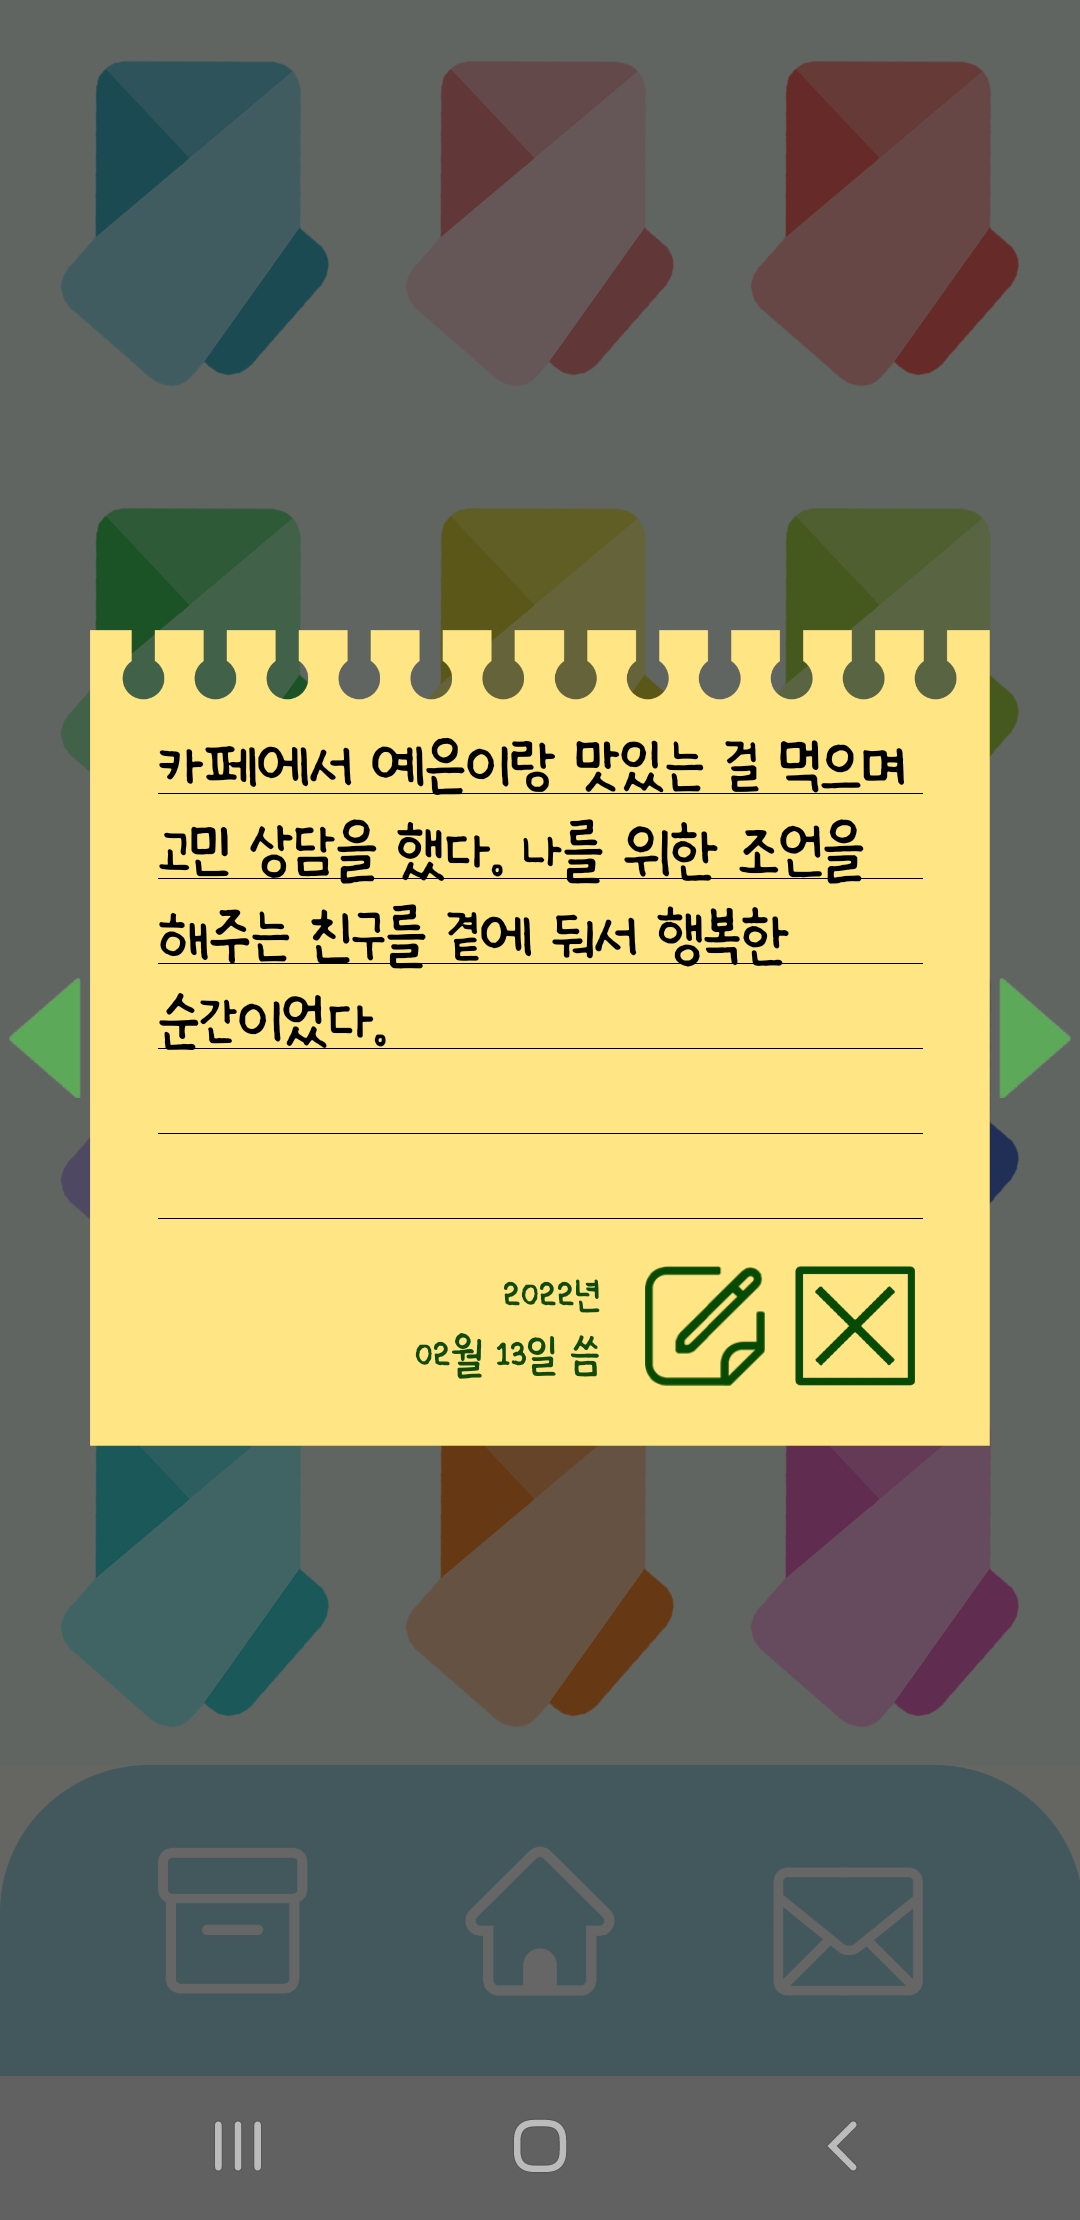 카페에서 예은이랑 맛있는 걸 먹으며
고민 상담을 했다. 나를 위한 조언을
해주는 친구를 곁에 둬서 행복한
순간이었다.
2022년
02월 13일 씀